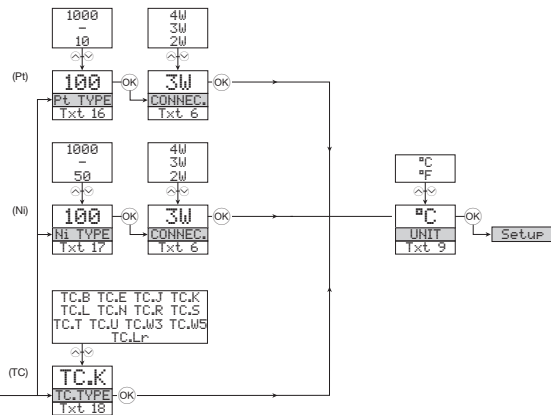 1000
-
10
4W
3W
2W
(Pt)
100
OK
3W
OK
Pt TYPE
CONNEC.
Txt 16
Txt 6
1000
-
50
4W
3W
2W
°C
°F
(Ni)
100
OK
3W
OK
°C
OK
Ni TYPE
CONNEC.
UNIT
Setup
Txt 17
Txt 6
Txt 9
TC.B TC.E TC.J TC.K
TC.L TC.N TC.R TC.S
TC.T TC.U TC.W3 TC.W5
TC.Lr
(TC)
TC.K
TC.TYPE
OK
Txt 18